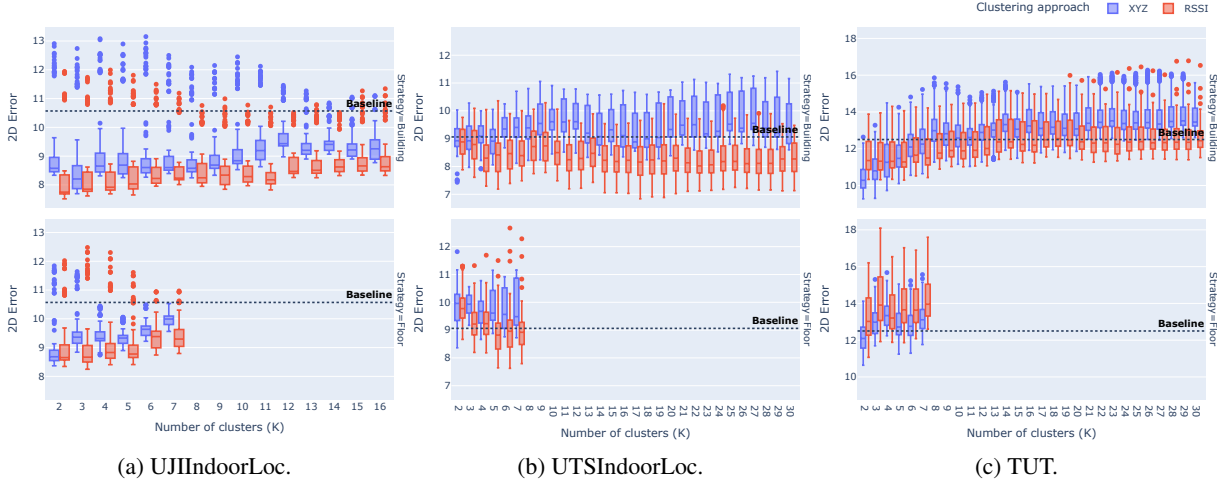 Clustering approach XYZ RSSI
13
12
11
10
9
8
2D Error
Baseline
Strategy=Building
13
12
11
10
9
8
2D Error
Baseline
Strategy=Floor
2 3 4 5 6 7 8 9 10 11 12 13 14 15 16
Number of clusters (K)
12
11
10
9
8
7
2D Error
Baseline
Strategy=Building
12
11
10
9
8
7
6
2D Error
Baseline
Strategy=Floor
2 3 4 5 6 7 8 9 10 11 12 13 14 15 16 17 18 19 20 21 22 23 24 25 26 27 28 29 30
Number of clusters (K)
18
16
14
12
10
2D Error
Baseline
Strategy=Building
18
16
14
12
10
2D Error
Baseline
Strategy=Floor
2 3 4 5 6 7 8 9 10 11 12 13 14 15 16 17 18 19 20 21 22 23 24 25 26 27 28 29 30
Number of clusters (K)
(a) UJIIndoorLoc.
(b) UTSIndoorLoc.
(c) TUT.